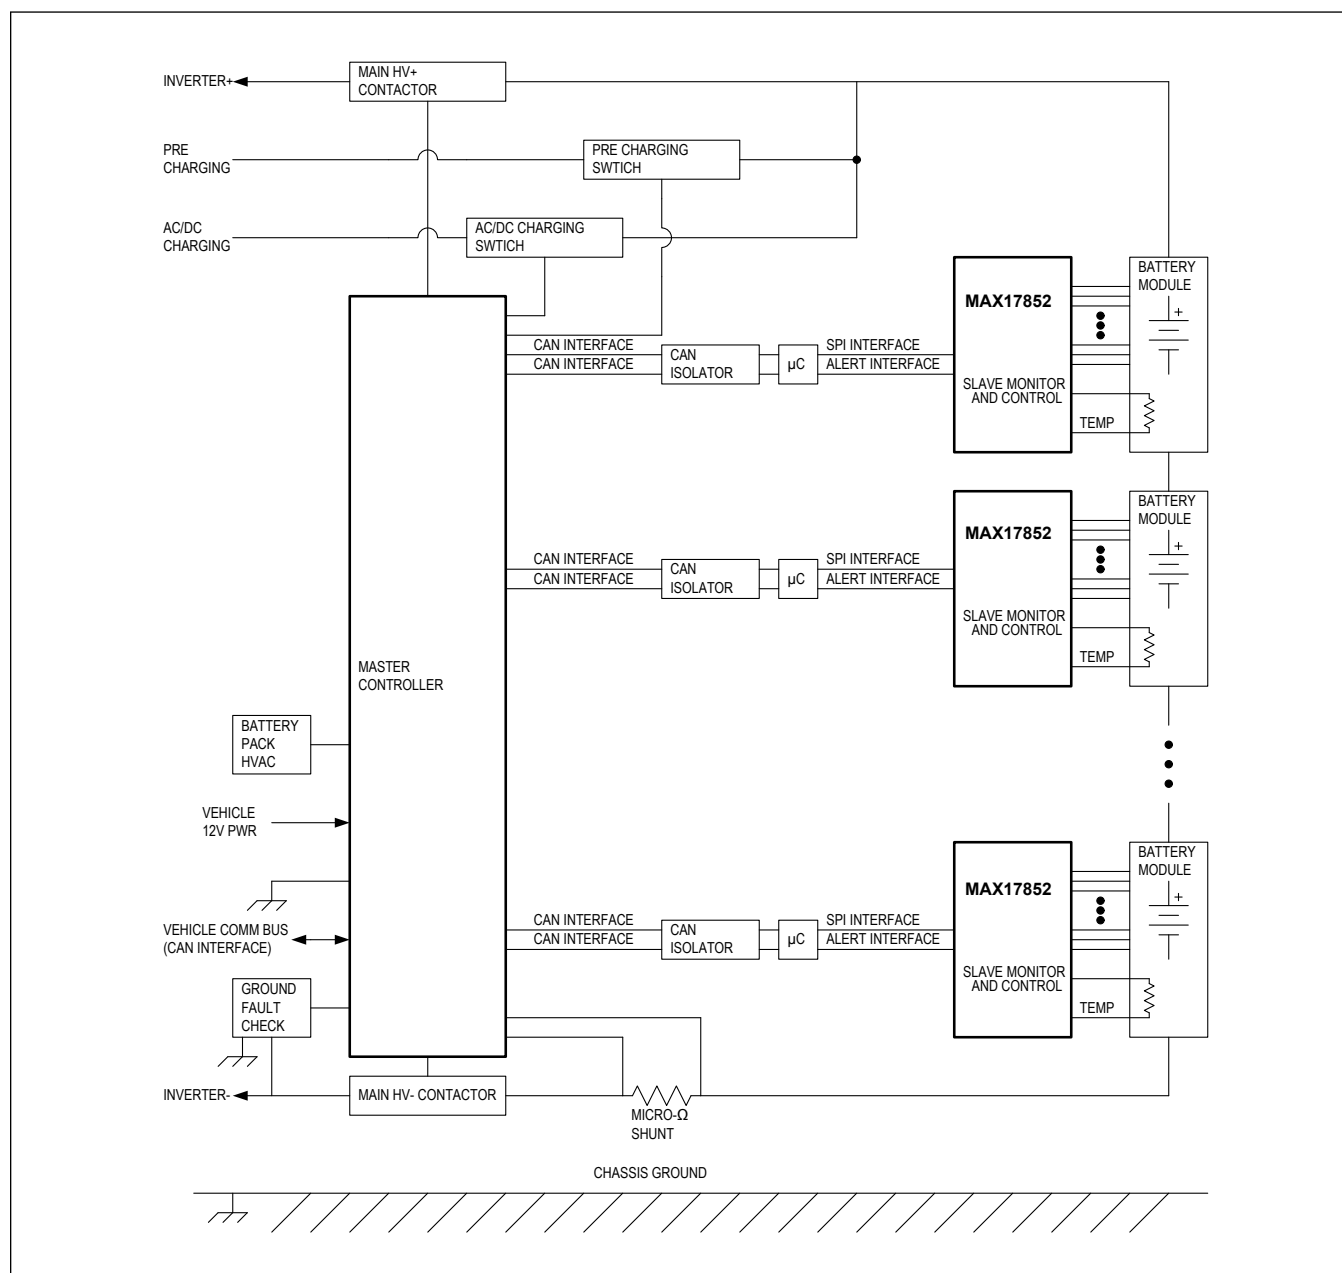 MAIN HV+
CONTACTOR
INVERTER+
PRE
CHARGING
PRE CHARGING
SWTICH
AC/DC
CHARGING
AC/DC CHARGING
SWTICH
MAX17852
BATTERY
MODULE
+
CAN INTERFACE
CAN INTERFACE
CAN
ISOLATOR
µC
SPI INTERFACE
ALERT INTERFACE
SLAVE MONITOR
AND CONTROL
TEMP
MAX17852
BATTERY
MODULE
+
CAN INTERFACE
CAN INTERFACE
CAN
ISOLATOR
µC
SPI INTERFACE
ALERT INTERFACE
SLAVE MONITOR
AND CONTROL
TEMP
MASTER
CONTROLLER
BATTERY
PACK
HVAC
VEHICLE
12V PWR
MAX17852
BATTERY
MODULE
+
CAN INTERFACE
CAN INTERFACE
CAN
ISOLATOR
µC
SPI INTERFACE
ALERT INTERFACE
SLAVE MONITOR
AND CONTROL
TEMP
VEHICLE COMM BUS
(CAN INTERFACE)
GROUND
FAULT
CHECK
INVERTER-
MAIN HV- CONTACTOR
MICRO-Ω
SHUNT
CHASSIS GROUND